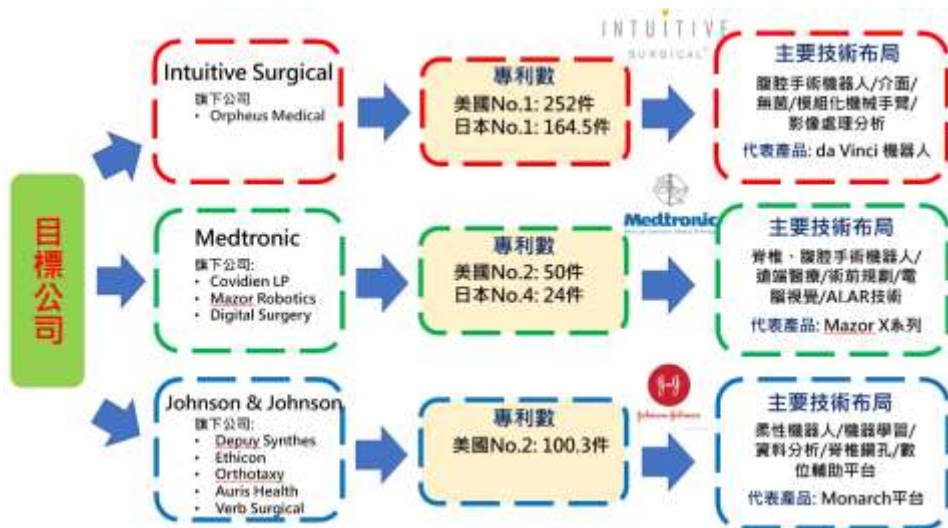 目標公司
Intuitive Surgical
旗下公司
• Orpheus Medical
專利數
美國No.1: 252件
日本No.1: 164.5件
INTUITIVE
SURGICAL
主要技術布局
腹腔手術機器人/介面/
無菌/模組化機械手臂/
影像處理分析
代表產品: da Vinci 機器人
Medtronic
旗下公司:
• Covidien LP
• Mazor Robotics
• Digital Surgery
專利數
美國No.2: 50件
日本No.4: 24件
Medtronic
主要技術布局
脊椎、腹腔手術機器人/
遠端醫療/術前規劃/電
腦視覺/AI.AR技術
代表產品: Mazor X系列
Johnson & Johnson
旗下公司:
• Depuy Synthes
• Ethicon
• Orthotaxy
• Auris Health
• Verb Surgical
專利數
美國No.2: 100.3件
Johnson-Johnson
主要技術布局
柔性機器人/機器學習/
資料分析/脊椎鑽孔/數
位輔助平台
代表產品: Monarch平台